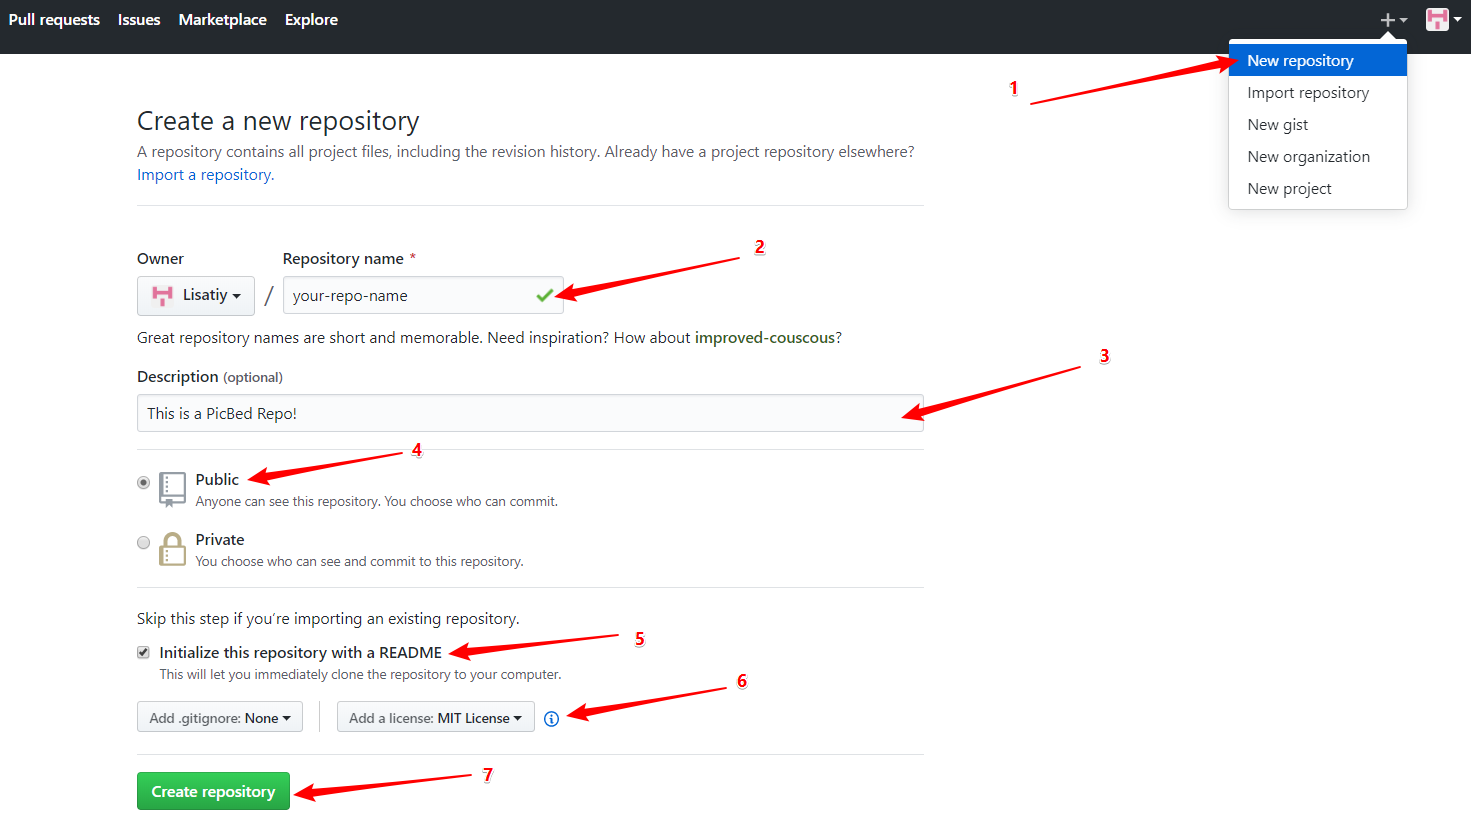 Pull requests Issues Marketplace Explore
1
New repository
Import repository
New gist
New organization
New project
Create a new repository
A repository contains all project files, including the revision history. Already have a project repository elsewhere?
Import a repository.
2
Owner Repository name *
Lisatiy / your-repo-name
Great repository names are short and memorable. Need inspiration? How about improved-couscous?
3
Description (optional)
This is a PicBed Repo!
4
Public
Anyone can see this repository. You choose who can commit.
Private
You choose who can see and commit to this repository.
Skip this step if you’re importing an existing repository.
5
Initialize this repository with a README
This will let you immediately clone the repository to your computer.
6
Add .gitignore: None Add a license: MIT License
7
Create repository